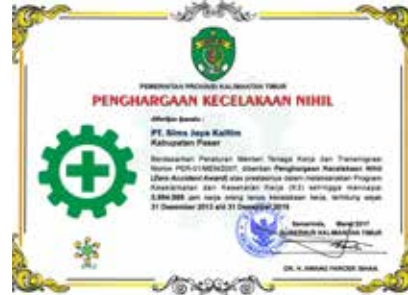 PEMERINTAH PROVINSI KALIMANTAN TIMUR
PENGHARGAAN KECELAKAAN NIHIL
diberikan kepada :
PT. Sims Jaya Kaltim
Kabupaten Paser
Berdasarkan Peraturan Menteri Tenaga Kerja dan Transmigrasi
Nomor PER-01/MEN/2007, diberikan Penghargaan Kecelakaan Nihil
(Zero Accident Award) atas prestasinya dalam melaksanakan Program
Keselamatan dan Kesehatan Kerja (K3) sehingga mencapai
jam kerja orang tanpa kecelakaan kerja, terhitung sejak
31 Desember 2013 s/d 31 Desember 2016
Samarinda, Maret 2017
GUBERNUR KALIMANTAN TIMUR
DR. H. AWANG FAROEK ISHAK